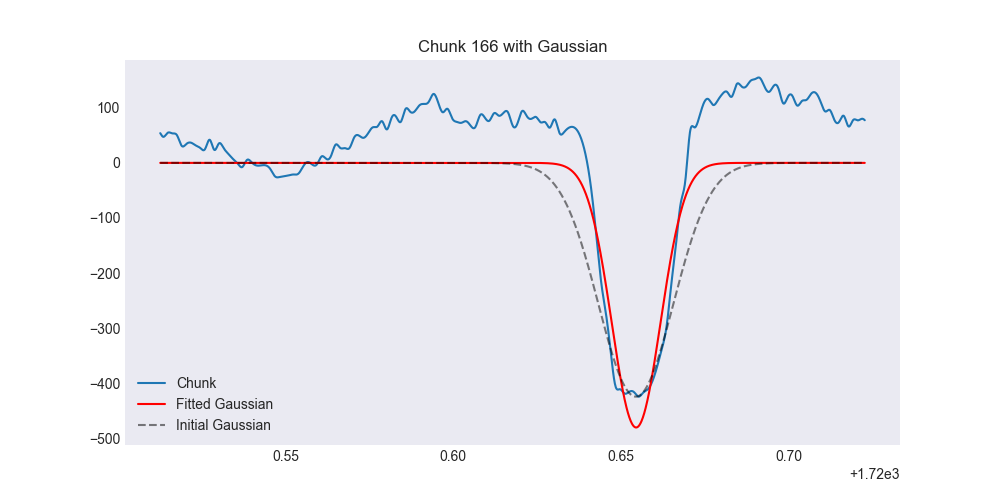 Chunk 166 with Gaussian
100
0
−100
−200
−300
−400
−500
Chunk
Fitted Gaussian
Initial Gaussian
0.55 0.60 0.65 0.70
+1.72e3